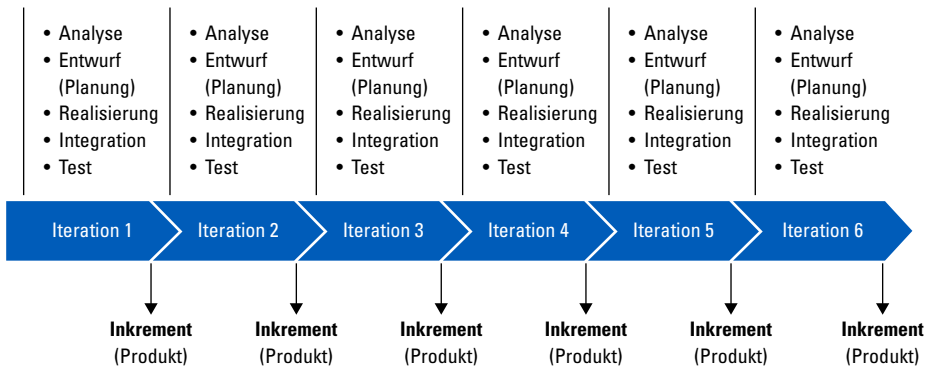 • Analyse
• Entwurf
(Planung)
• Realisierung
• Integration
• Test
• Analyse
• Entwurf
(Planung)
• Realisierung
• Integration
• Test
• Analyse
• Entwurf
(Planung)
• Realisierung
• Integration
• Test
• Analyse
• Entwurf
(Planung)
• Realisierung
• Integration
• Test
• Analyse
• Entwurf
(Planung)
• Realisierung
• Integration
• Test
• Analyse
• Entwurf
(Planung)
• Realisierung
• Integration
• Test
Iteration 1
Iteration 2
Iteration 3
Iteration 4
Iteration 5
Iteration 6
Inkrement
(Produkt)
Inkrement
(Produkt)
Inkrement
(Produkt)
Inkrement
(Produkt)
Inkrement
(Produkt)
Inkrement
(Produkt)